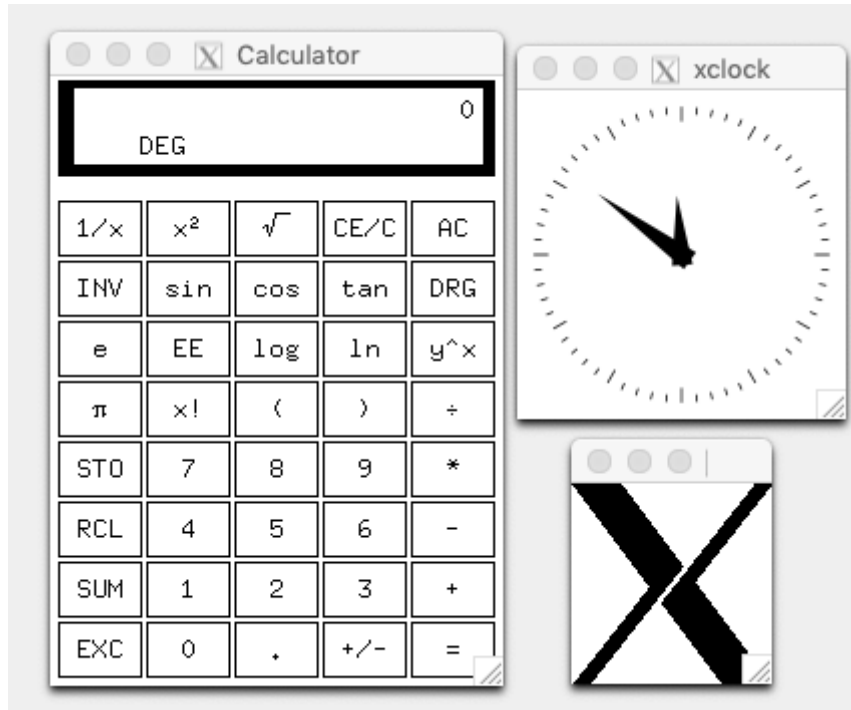 Calculator
0
DEG
1/x x² √ CE/C AC
INV sin cos tan DRG
e EE log ln y^x
π x! ( ) ÷
STO 7 8 9 *
RCL 4 5 6 -
SUM 1 2 3 +
EXC 0 . +/- =
xclock